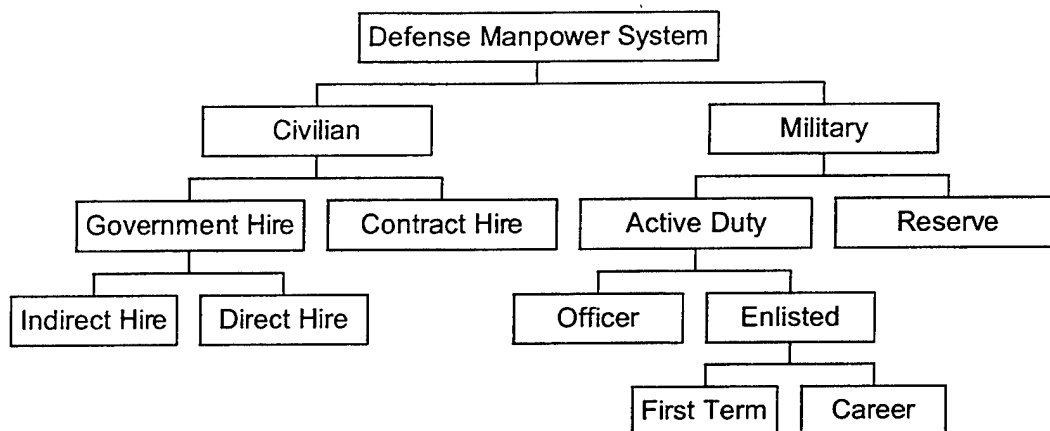 Defense Manpower System
Civilian
Military
Government Hire
Contract Hire
Active Duty
Reserve
Indirect Hire
Direct Hire
Officer
Enlisted
First Term
Career